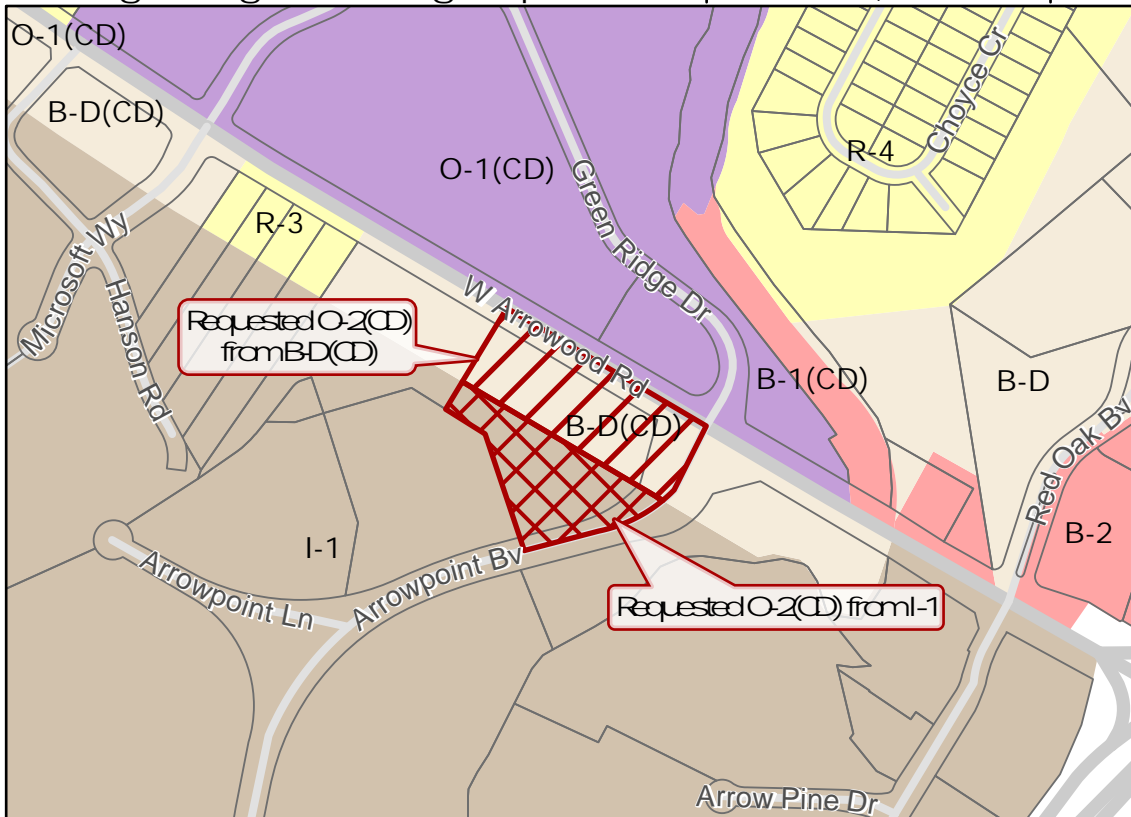 O-1(CD)
B-D(CD)
O-1(CD)
Choyce Cr
R-4
Green Ridge Dr
R-3
Microsoft Wy
Hanson Rd
W Arrowood Rd
Requested O-2(CD)
from B-D(CD)
B-1(CD)
B-D
B-D(CD)
Red Oak Bv
B-2
I-1
Arrowpoint Ln
Arrowpoint Bv
Requested O-2(CD) from I-1
Arrow Pine Dr